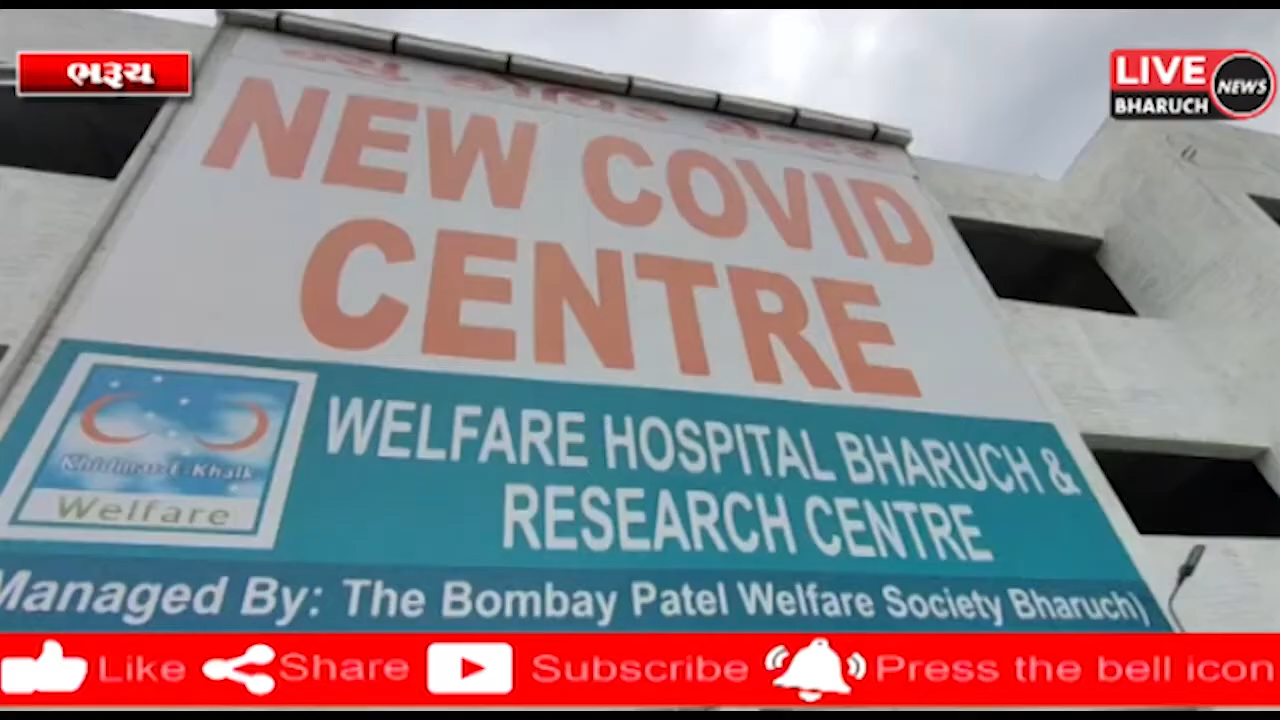 ભરૂચ
LIVE
BHARUCH
NEWS
ન્યુ કોવિડ સેન્ટર
NEW COVID
CENTRE
Khidmat-E-Khalk
Welfare
WELFARE HOSPITAL BHARUCH &
RESEARCH CENTRE
Managed By: The Bombay Patel Welfare Society Bharuch)
Like Share Subscribe Press the bell icon